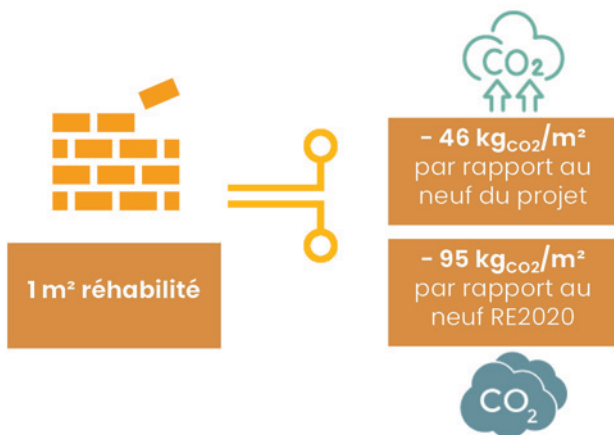 CO₂
- 46 kgCO₂/m²
par rapport au
neuf du projet
1 m² réhabilité
- 95 kgCO₂/m²
par rapport au
neuf RE2020
CO₂